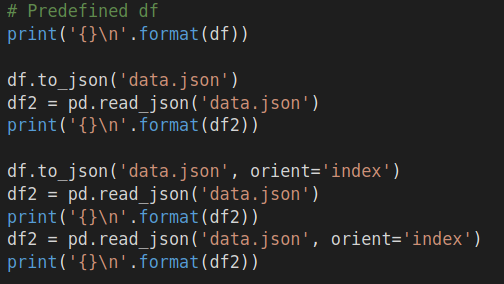 # Predefined df
print('{}\n'.format(df))
df.to_json('data.json')
df2 = pd.read_json('data.json')
print('{}\n'.format(df2))
df.to_json('data.json', orient='index')
df2 = pd.read_json('data.json')
print('{}\n'.format(df2))
df2 = pd.read_json('data.json', orient='index')
print('{}\n'.format(df2))